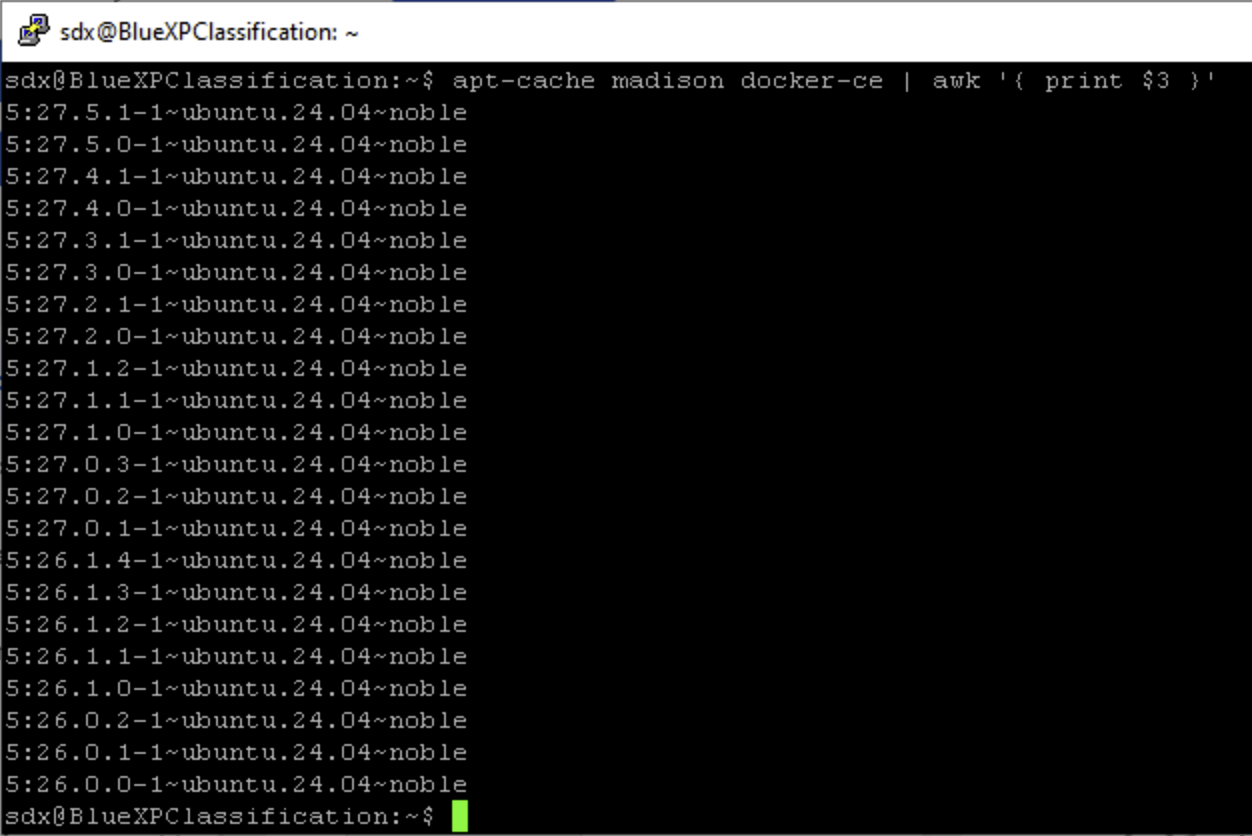 sdx@BlueXPClassification: ~
sdx@BlueXPClassification:~$ apt-cache madison docker-ce | awk '{ print $3 }'
5:27.5.1-1~ubuntu.24.04~noble
5:27.5.0-1~ubuntu.24.04~noble
5:27.4.1-1~ubuntu.24.04~noble
5:27.4.0-1~ubuntu.24.04~noble
5:27.3.1-1~ubuntu.24.04~noble
5:27.3.0-1~ubuntu.24.04~noble
5:27.2.1-1~ubuntu.24.04~noble
5:27.2.0-1~ubuntu.24.04~noble
5:27.1.2-1~ubuntu.24.04~noble
5:27.1.1-1~ubuntu.24.04~noble
5:27.1.0-1~ubuntu.24.04~noble
5:27.0.3-1~ubuntu.24.04~noble
5:27.0.2-1~ubuntu.24.04~noble
5:27.0.1-1~ubuntu.24.04~noble
5:26.1.4-1~ubuntu.24.04~noble
5:26.1.3-1~ubuntu.24.04~noble
5:26.1.2-1~ubuntu.24.04~noble
5:26.1.1-1~ubuntu.24.04~noble
5:26.1.0-1~ubuntu.24.04~noble
5:26.0.2-1~ubuntu.24.04~noble
5:26.0.1-1~ubuntu.24.04~noble
5:26.0.0-1~ubuntu.24.04~noble
sdx@BlueXPClassification:~$